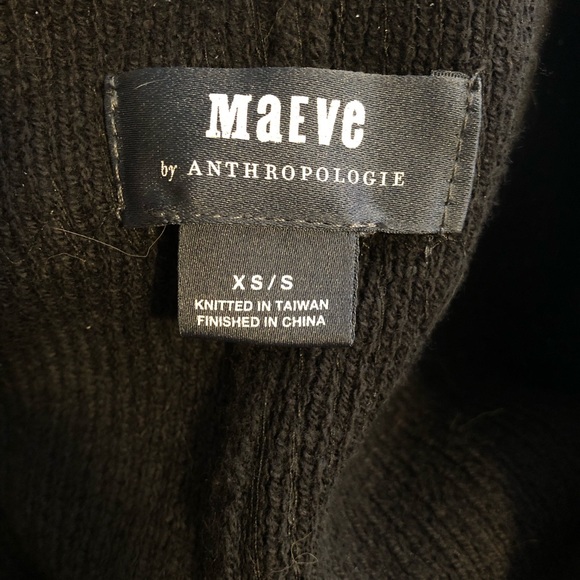 MaEVe
by ANTHROPOLOGIE
XS/S
KNITTED IN TAIWAN
FINISHED IN CHINA